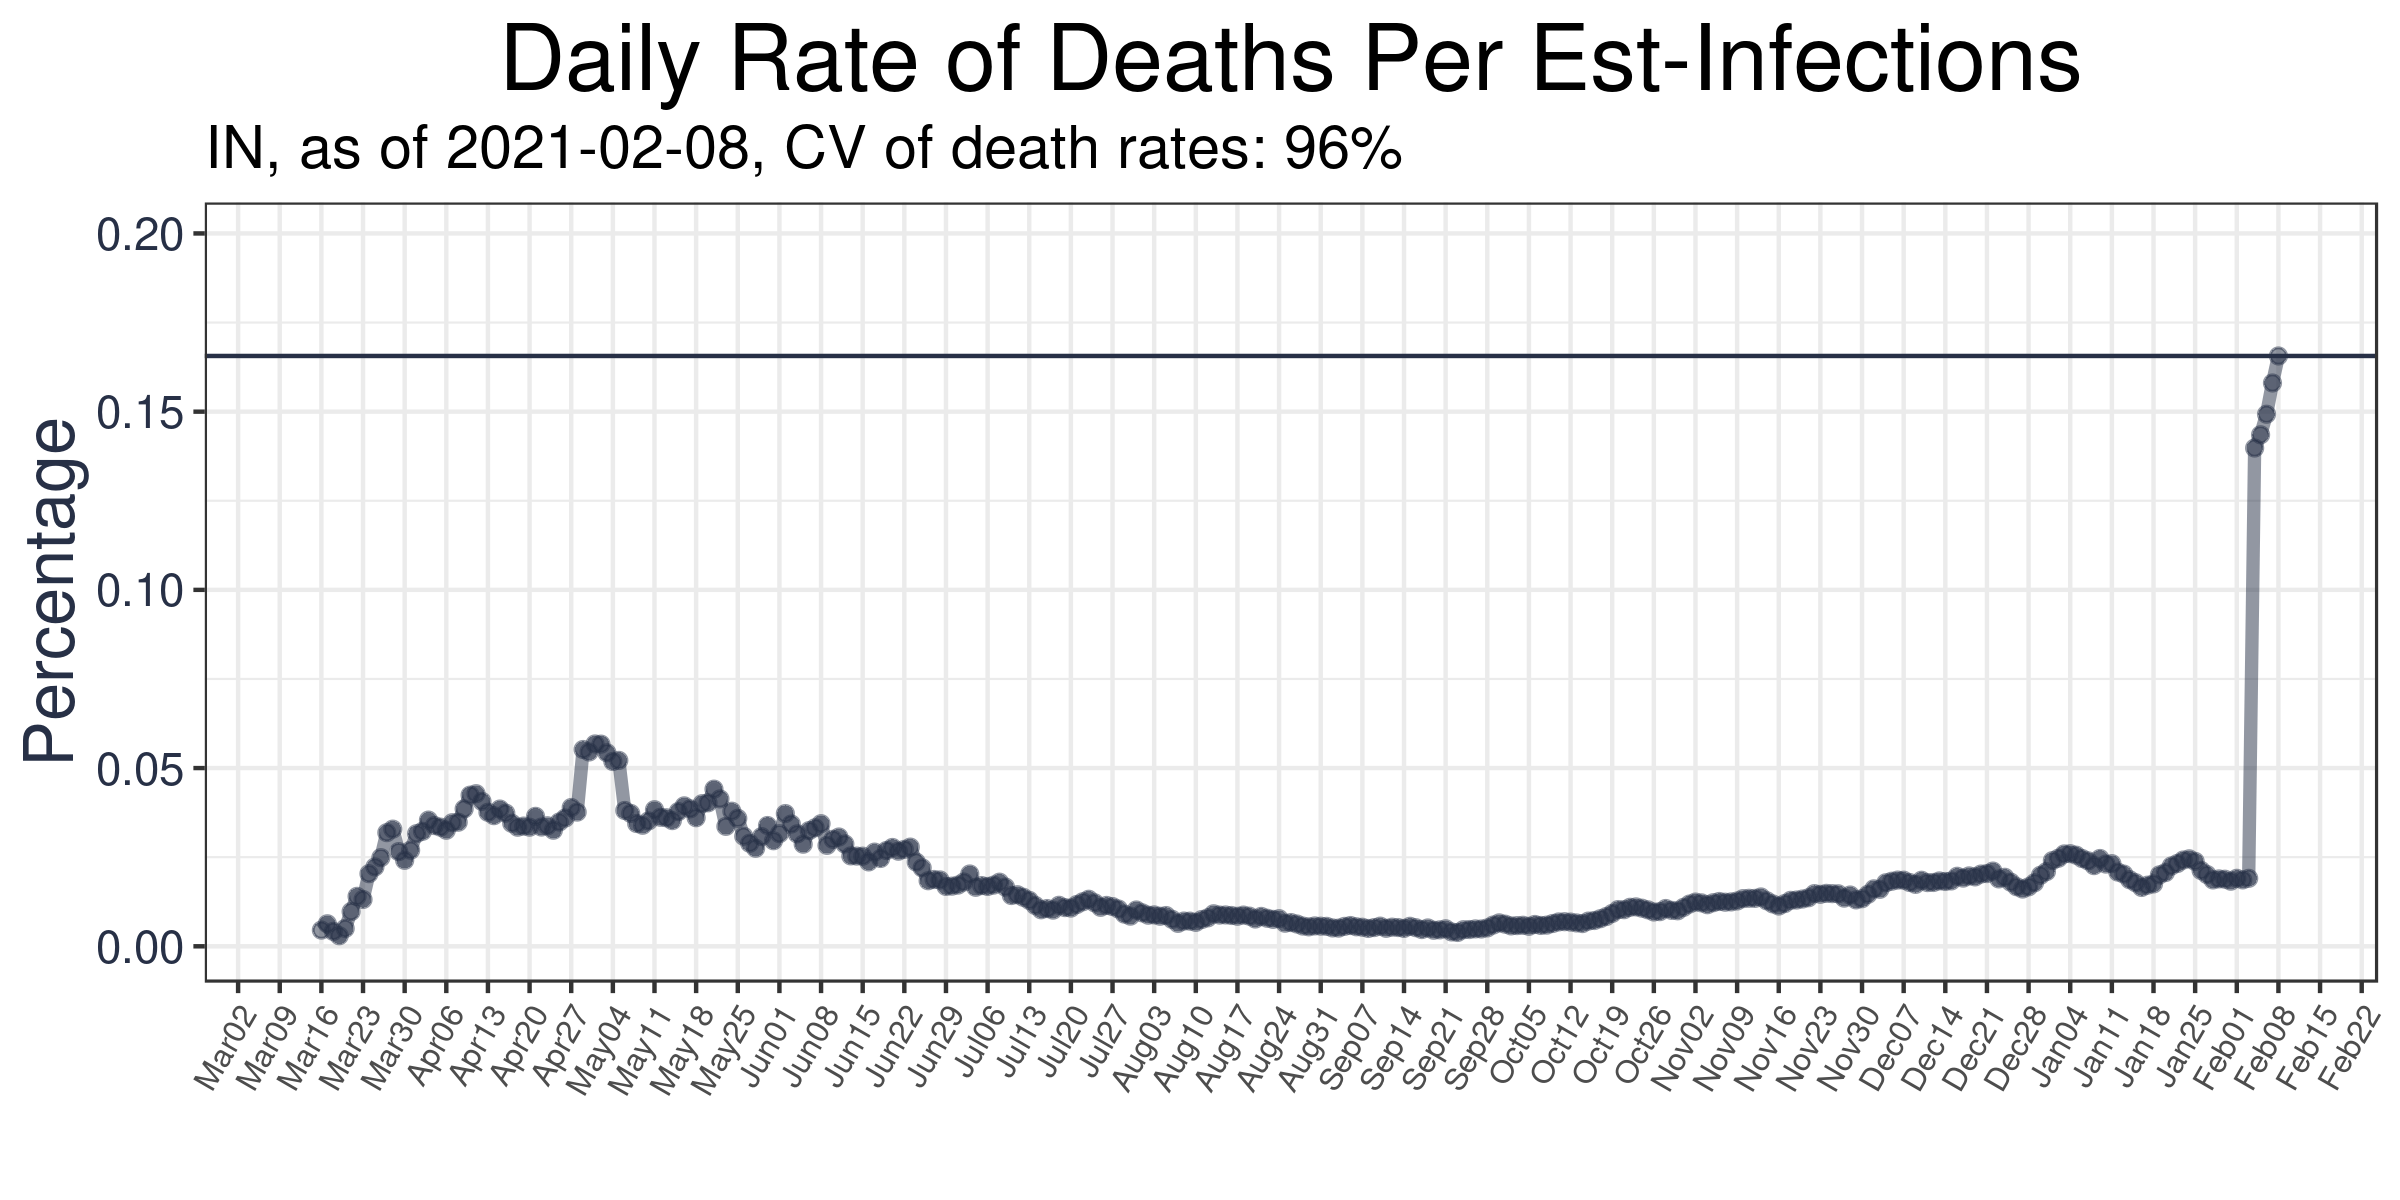 Daily Rate of Deaths Per Est-Infections
IN, as of 2021-02-08, CV of death rates: 96%
Percentage
0.20
0.15
0.10
0.05
0.00
Mar02
Mar09
Mar16
Mar23
Mar30
Apr06
Apr13
Apr20
Apr27
May04
May11
May18
May25
Jun01
Jun08
Jun15
Jun22
Jun29
Jul06
Jul13
Jul20
Jul27
Aug03
Aug10
Aug17
Aug24
Aug31
Sep07
Sep14
Sep21
Sep28
Oct05
Oct12
Oct19
Oct26
Nov02
Nov09
Nov16
Nov23
Nov30
Dec07
Dec14
Dec21
Dec28
Jan04
Jan11
Jan18
Jan25
Feb01
Feb08
Feb15
Feb22